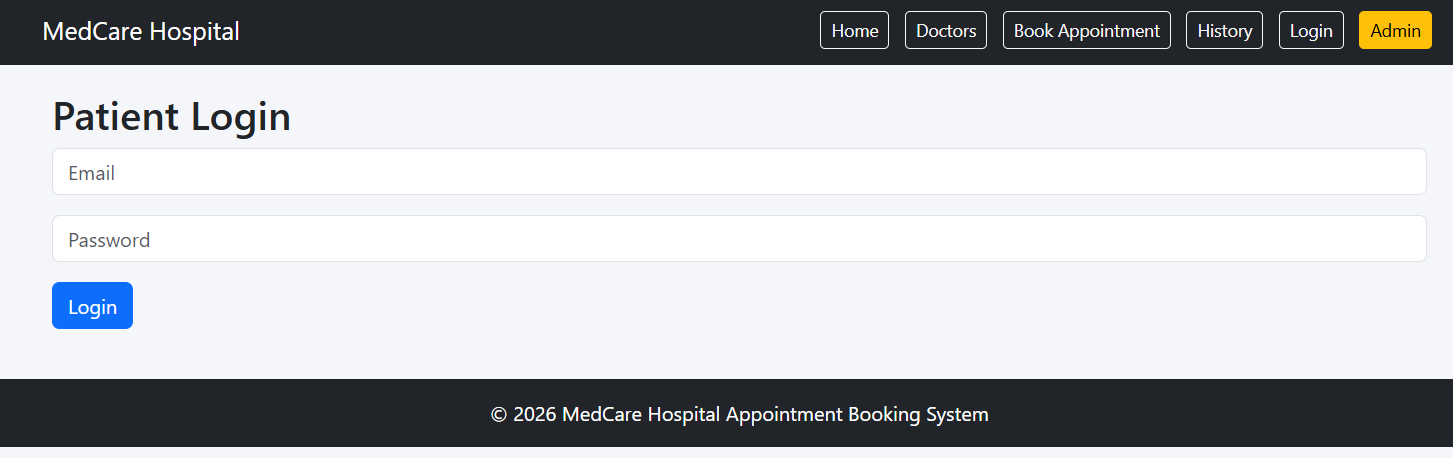 MedCare Hospital Home Doctors Book Appointment History Login Admin
Patient Login
Email
Password
Login
© 2026 MedCare Hospital Appointment Booking System